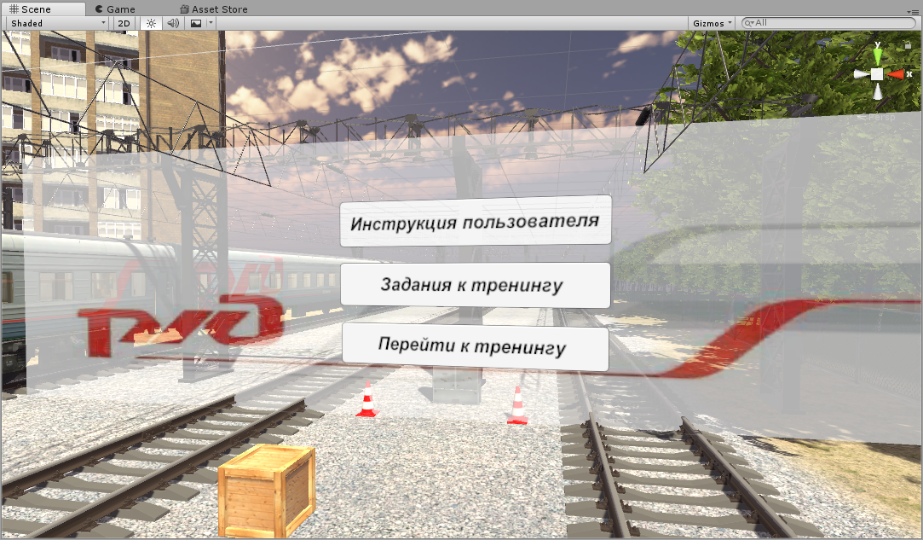 Scene
Game
Asset Store
Shaded
2D
Gizmos
All
y
x
Инструкция пользователя
Задания к тренингу
Перейти к тренингу